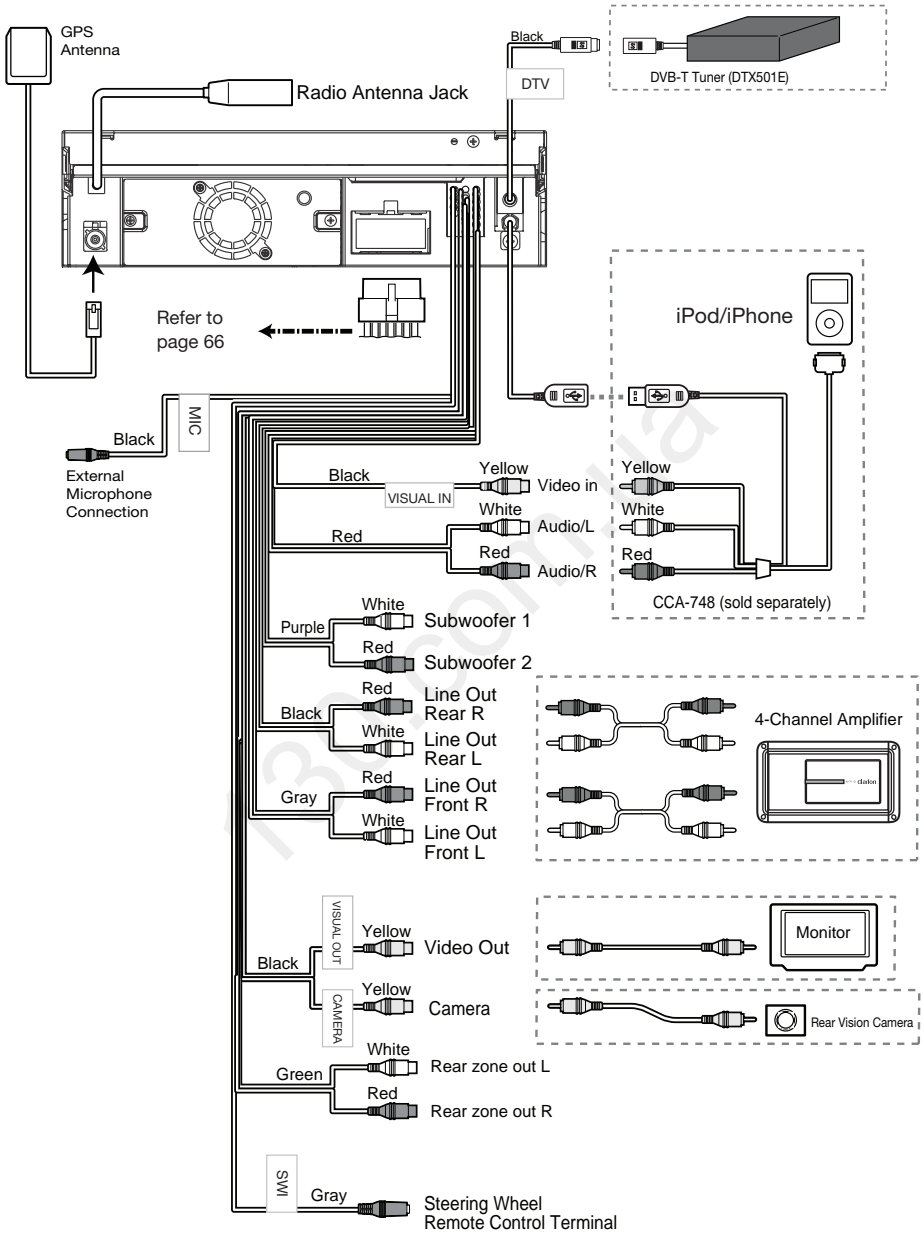 GPS
Antenna
Radio Antenna Jack
Black
DTV
DVB-T Tuner (DTX501E)
Refer to
page 66
iPod/iPhone
MIC
Black
External
Microphone
Connection
Black
VISUAL IN
Yellow
Video in
White
Audio/L
Red
Red
Audio/R
Yellow
White
Red
CCA-748 (sold separately)
Purple
White
Subwoofer 1
Red
Subwoofer 2
Black
Red
Line Out
Rear R
White
Line Out
Rear L
Gray
Red
Line Out
Front R
White
Line Out
Front L
4-Channel Amplifier
clarion
VISUAL OUT
Yellow
Video Out
Black
CAMERA
Yellow
Camera
Monitor
Rear Vision Camera
Green
White
Rear zone out L
Red
Rear zone out R
SWI
Gray
Steering Wheel
Remote Control Terminal
130.com.ua